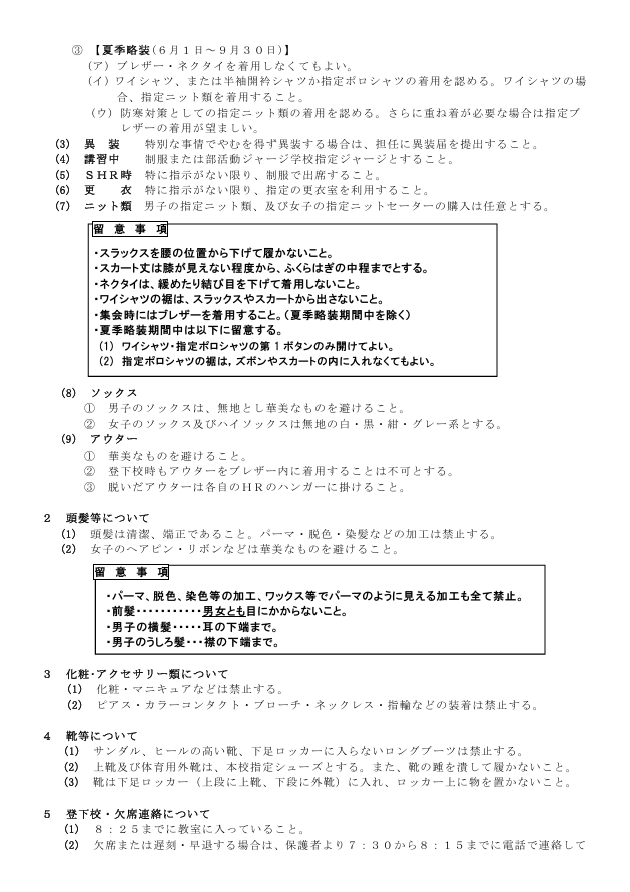 ③ 【夏季略装(６月１日～９月３０日)】
(ア) ブレザー・ネクタイを着用しなくてもよい。
(イ) ワイシャツ、または半袖開衿シャツか指定ポロシャツの着用を認める。ワイシャツの場
合、指定ニット類を着用すること。
(ウ) 防寒対策としての指定ニット類の着用を認める。さらに重ね着が必要な場合は指定ブ
レザーの着用が望ましい。
(3) 異　装　特別な事情でやむを得ず異装する場合は、担任に異装届を提出すること。
(4) 講習中　制服または部活動ジャージ学校指定ジャージとすること。
(5) ＳＨＲ時　特に指示がない限り、制服で出席すること。
(6) 更　衣　特に指示がない限り、指定の更衣室を利用すること。
(7) ニット類　男子の指定ニット類、及び女子の指定ニットセーターの購入は任意とする。
留 意 事 項
・スラックスを腰の位置から下げて履かないこと。
・スカート丈は膝が見えない程度から、ふくらはぎの中程までとする。
・ネクタイは、緩めたり結び目を下げて着用しないこと。
・ワイシャツの裾は、スラックスやスカートから出さないこと。
・集会時にはブレザーを着用すること。（夏季略装期間中を除く）
・夏季略装期間中は以下に留意する。
(1) ワイシャツ・指定ポロシャツの第１ボタンのみ開けてよい。
(2) 指定ポロシャツの裾は，ズボンやスカートの内に入れなくてもよい。
(8) ソックス
① 男子のソックスは、無地とし華美なものを避けること。
② 女子のソックス及びハイソックスは無地の白・黒・紺・グレー系とする。
(9) アウター
① 華美なものを避けること。
② 登下校時もアウターをブレザー内に着用することは不可とする。
③ 脱いだアウターは各自のＨＲのハンガーに掛けること。
２ 頭髪等について
(1) 頭髪は清潔、端正であること。パーマ・脱色・染髪などの加工は禁止する。
(2) 女子のヘアピン・リボンなどは華美なものを避けること。
留 意 事 項
・パーマ、脱色、染色等の加工、ワックス等でパーマのように見える加工も全て禁止。
・前髪・・・・・・・・・・・男女とも目にかからないこと。
・男子の横髪・・・・・耳の下端まで。
・男子のうしろ髪・・・襟の下端まで。
３ 化粧・アクセサリー類について
(1) 化粧・マニキュアなどは禁止する。
(2) ピアス・カラーコンタクト・ブローチ・ネックレス・指輪などの装着は禁止する。
４ 靴等について
(1) サンダル、ヒールの高い靴、下足ロッカーに入らないロングブーツは禁止する。
(2) 上靴及び体育用外靴は、本校指定シューズとする。また、靴の踵を潰して履かないこと。
(3) 靴は下足ロッカー（上段に上靴、下段に外靴）に入れ、ロッカー上に物を置かないこと。
５ 登下校・欠席連絡について
(1) ８：２５までに教室に入っていること。
(2) 欠席または遅刻・早退する場合は、保護者より７：３０から８：１５までに電話で連絡して